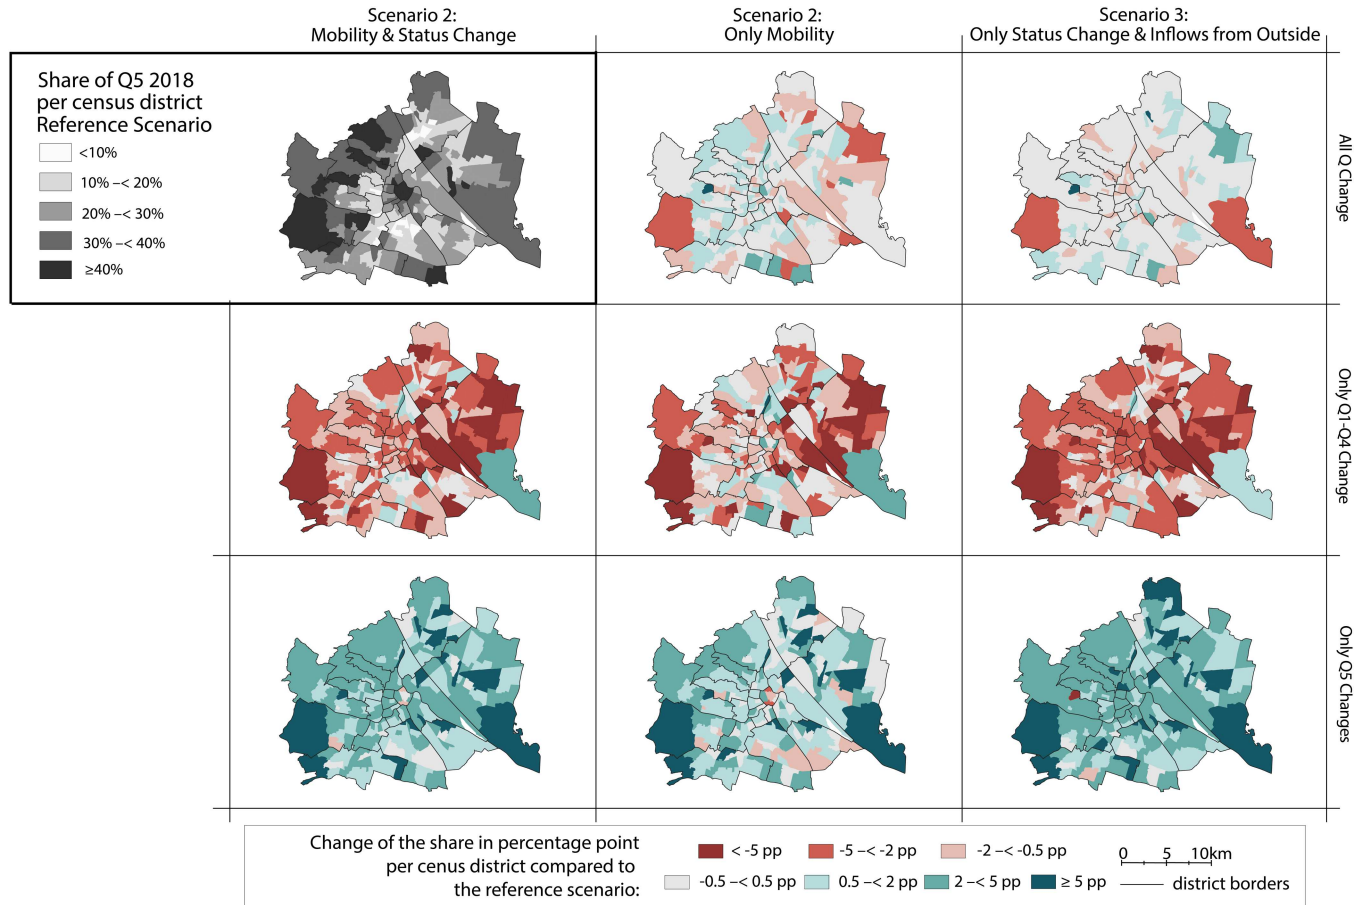 Scenario 2:
Mobility & Status Change
Scenario 2:
Only Mobility
Scenario 3:
Only Status Change & Inflows from Outside
Share of Q5 2018
per census district
Reference Scenario
<10%
10% –< 20%
20% –< 30%
30% –< 40%
≥40%
All Q Change
Only Q1-Q4 Change
Only Q5 Changes
Change of the share in percentage point
per cenus district compared to
the reference scenario:
< -5 pp
-5 –< -2 pp
-2 –< -0.5 pp
-0.5 –< 0.5 pp
0.5 –< 2 pp
2 –< 5 pp
≥ 5 pp
0 5 10km
district borders